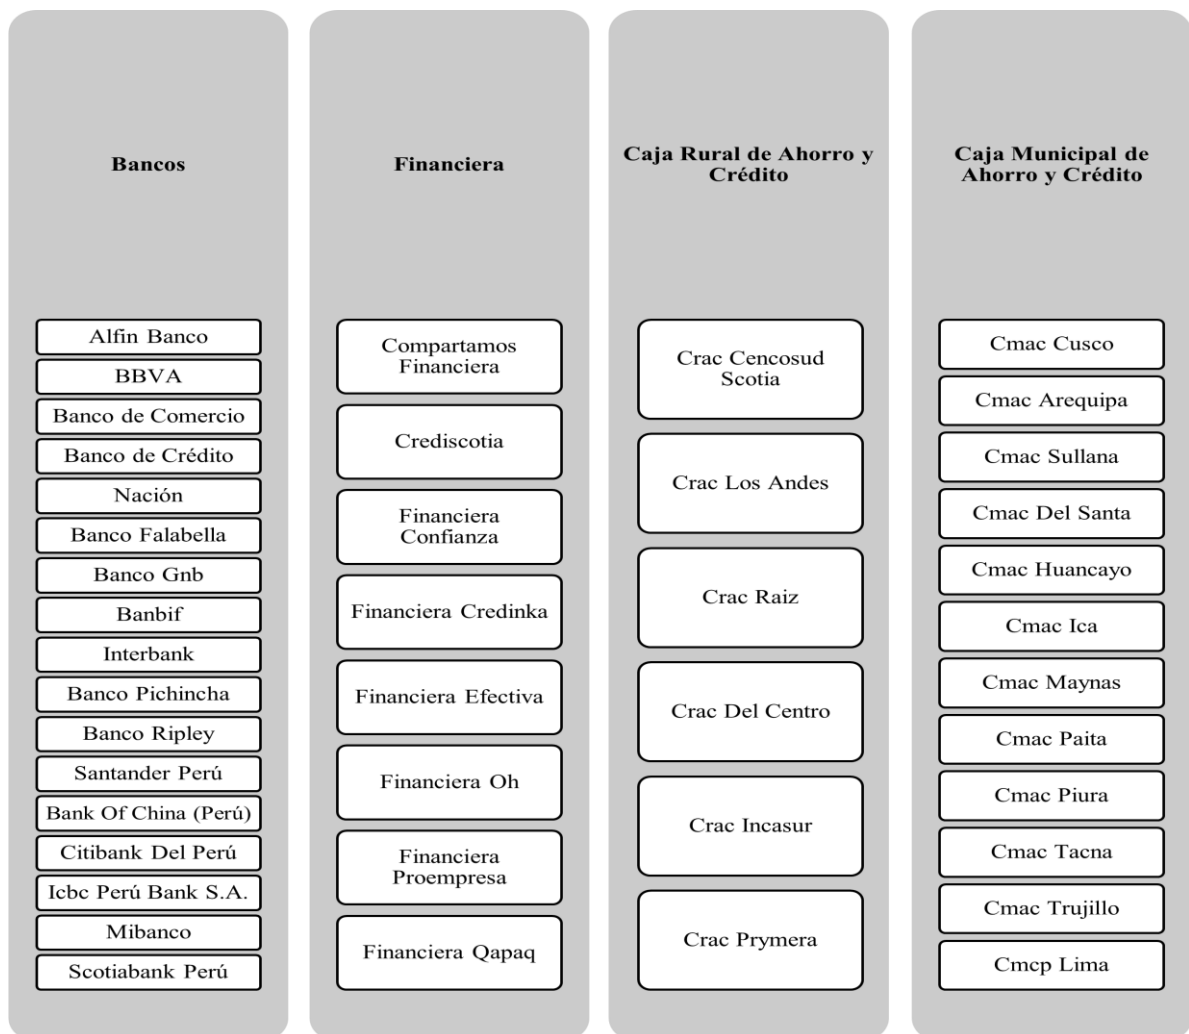 Bancos
Alfin Banco
BBVA
Banco de Comercio
Banco de Crédito
Nación
Banco Falabella
Banco Gnb
Banbif
Interbank
Banco Pichincha
Banco Ripley
Santander Perú
Bank Of China (Perú)
Citibank Del Perú
Icbc Perú Bank S.A.
Mibanco
Scotiabank Perú
Financiera
Compartamos
Financiera
Crediscotia
Financiera
Confianza
Financiera Credinka
Financiera Efectiva
Financiera Oh
Financiera
Proempresa
Financiera Qapaq
Caja Rural de Ahorro y
Crédito
Crac Cencosud
Scotia
Crac Los Andes
Crac Raiz
Crac Del Centro
Crac Incasur
Crac Prymera
Caja Municipal de
Ahorro y Crédito
Cmac Cusco
Cmac Arequipa
Cmac Sullana
Cmac Del Santa
Cmac Huancayo
Cmac Ica
Cmac Maynas
Cmac Paita
Cmac Piura
Cmac Tacna
Cmac Trujillo
Cmcp Lima